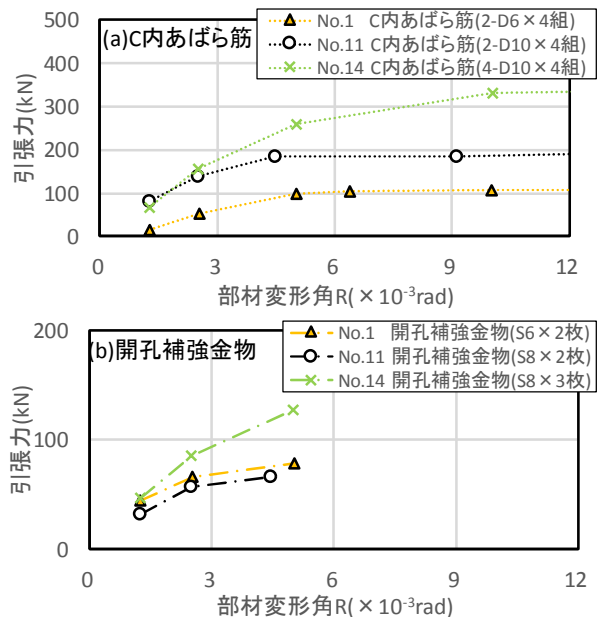 (a)C内あばら筋
No.1 C内あばら筋(2-D6×4組)
No.11 C内あばら筋(2-D10×4組)
No.14 C内あばら筋(4-D10×4組)
500
400
300
200
100
0
引張力(kN)
0 3 6 9 12
部材変形角R(×10⁻³rad)
(b)開孔補強金物
No.1 開孔補強金物(S6×2枚)
No.11 開孔補強金物(S8×2枚)
No.14 開孔補強金物(S8×3枚)
200
100
0
引張力(kN)
0 3 6 9 12
部材変形角R(×10⁻³rad)